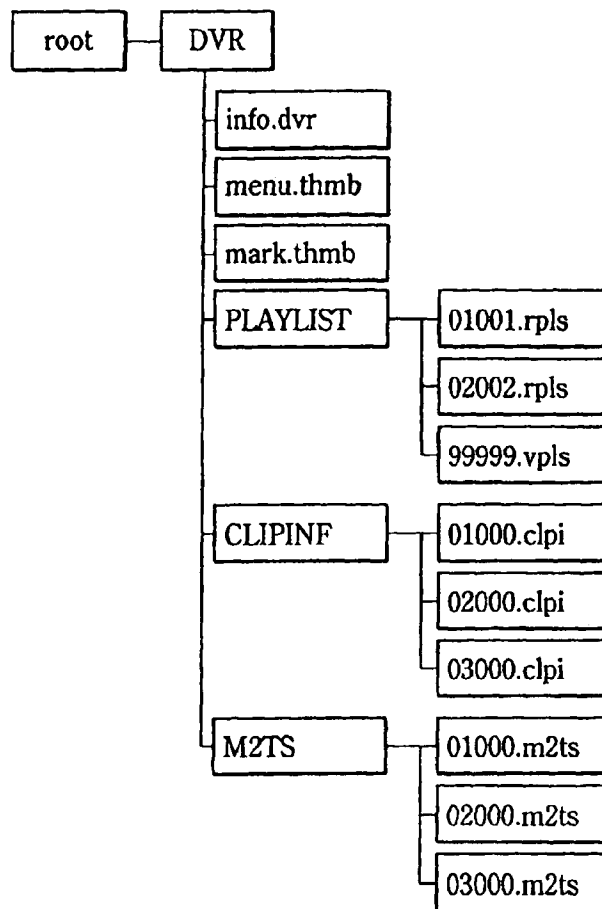 root
DVR
info.dvr
menu.thmb
mark.thmb
PLAYLIST
01001.rpls
02002.rpls
99999.vpls
CLIPINF
01000.clpi
02000.clpi
03000.clpi
M2TS
01000.m2ts
02000.m2ts
03000.m2ts